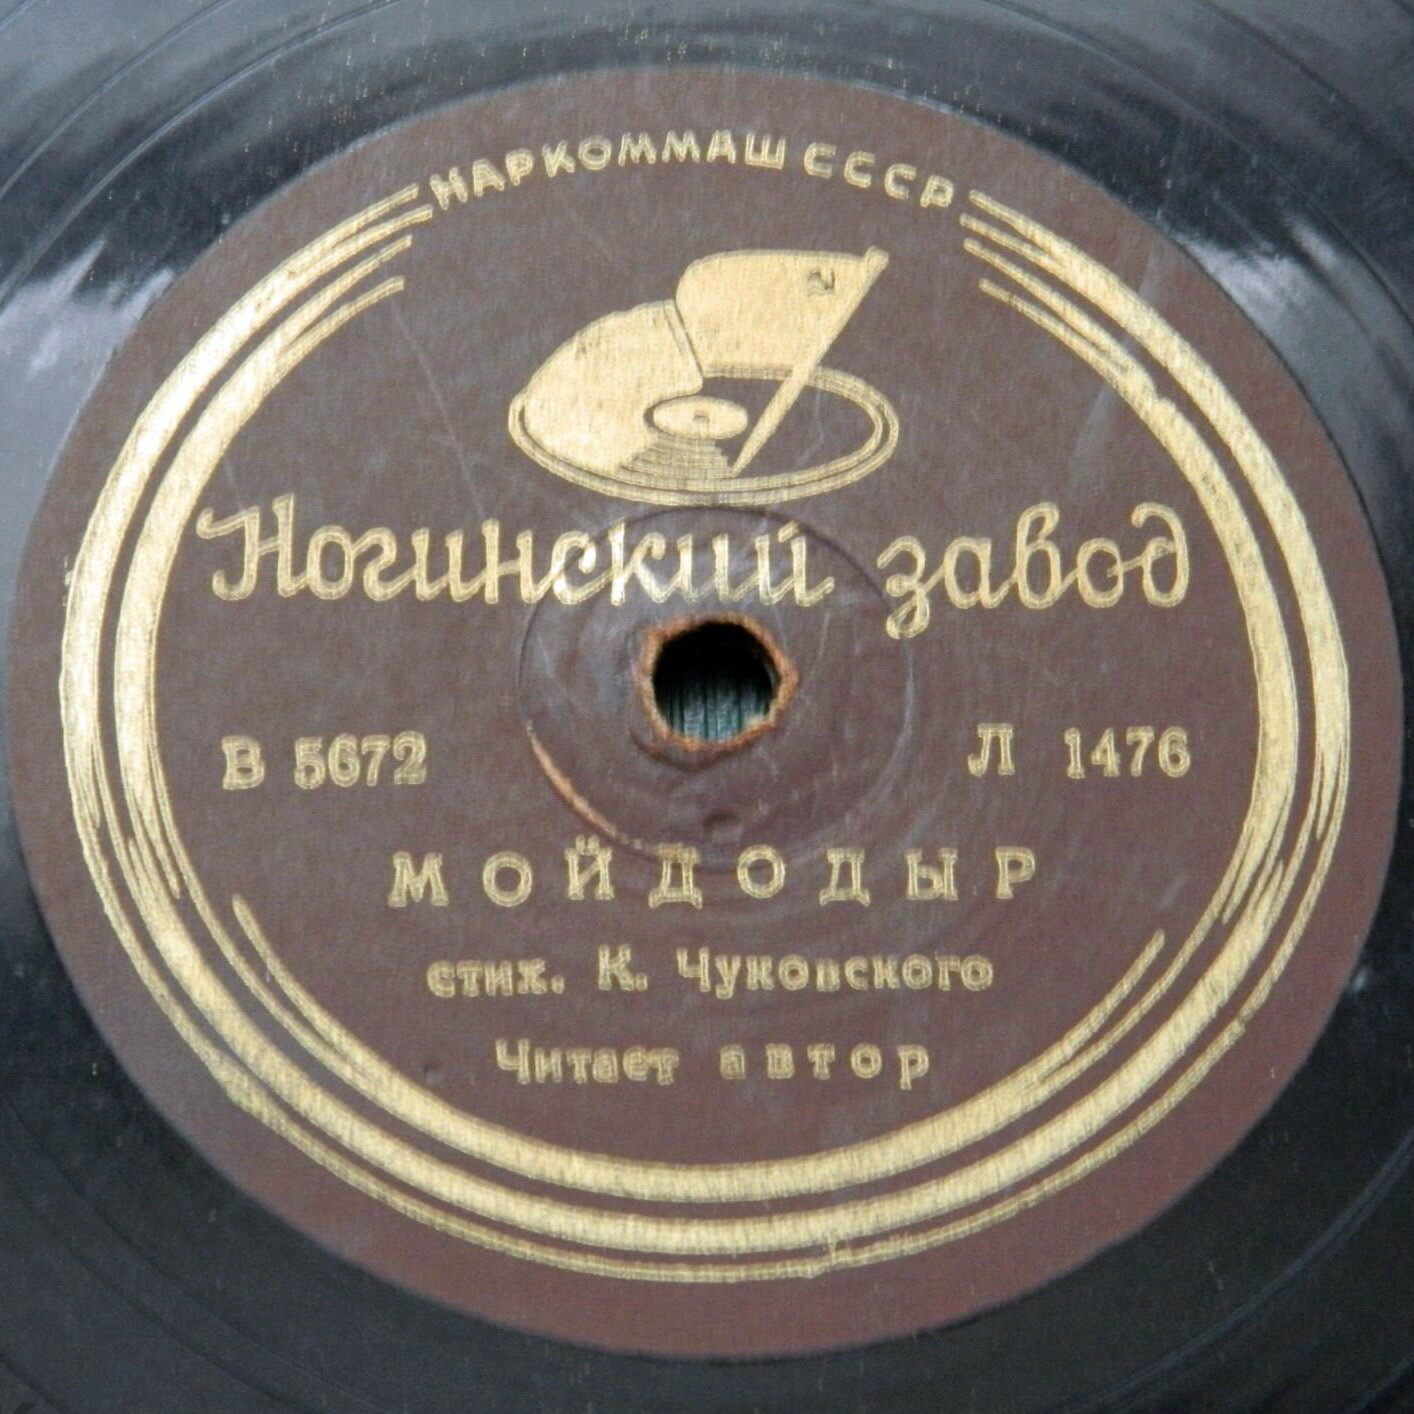 НАРКОММАШ СССР
Ногинский завод
В 5672 Л 1476
МОЙДОДЫР
стих. К. Чуковского
Читает автор